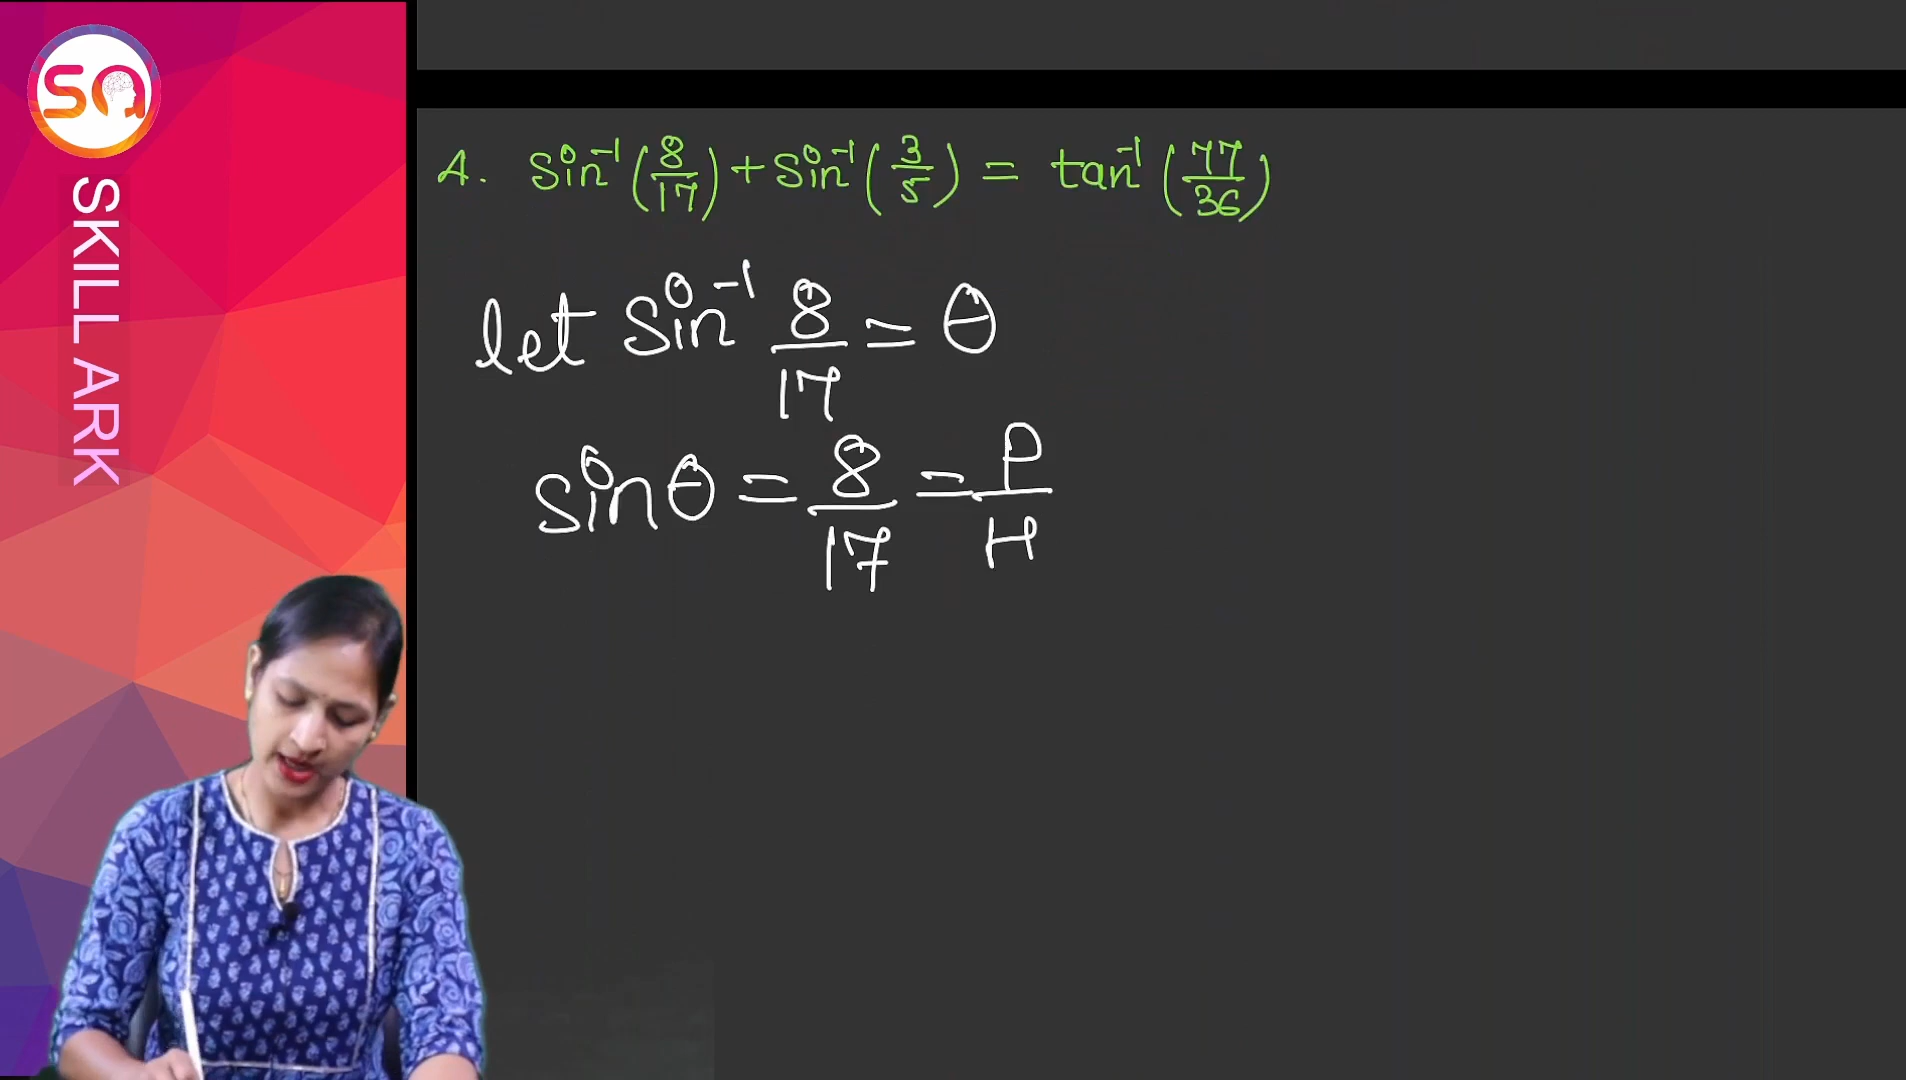 SA
SKILL ARK
A. sin⁻¹(8/17) + sin⁻¹(3/5) = tan⁻¹(77/36)
let sin⁻¹ 8/17 = θ
sinθ = 8/17 = P/H